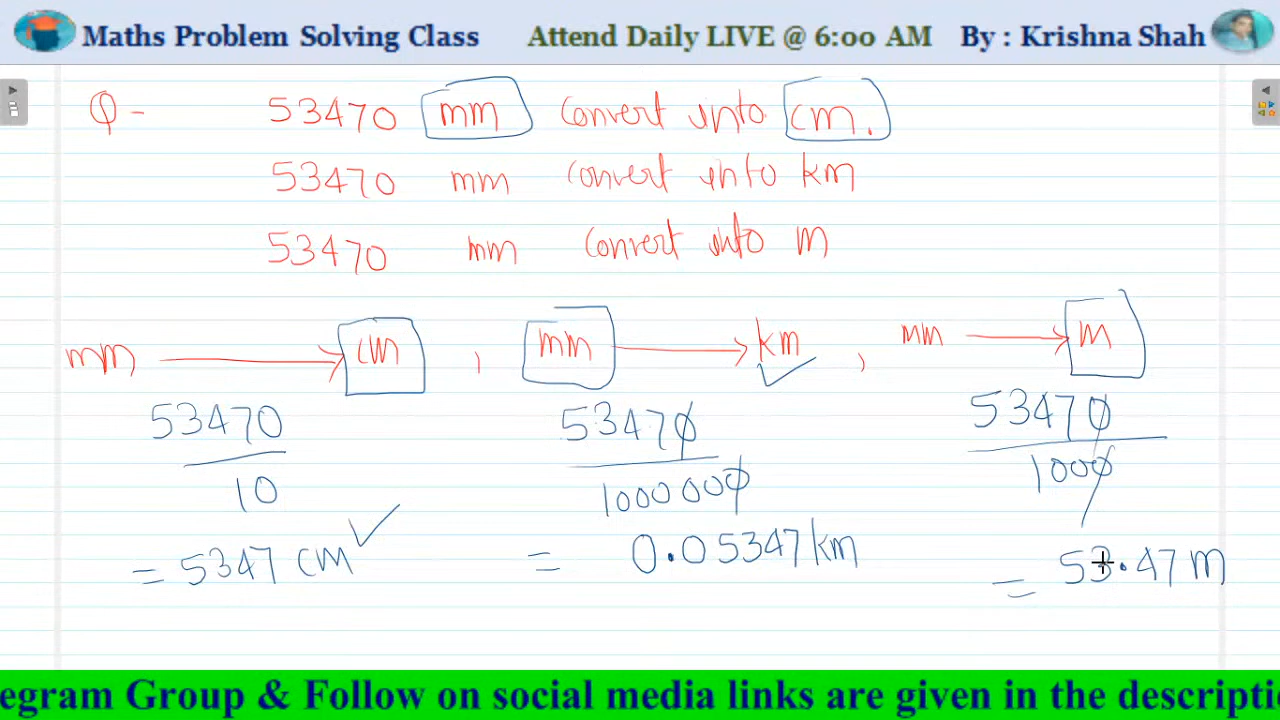 Maths Problem Solving Class Attend Daily LIVE @ 6:00 AM By : Krishna Shah
Q - 53470 mm convert into cm.
53470 mm convert into km
53470 mm convert into m
mm → cm , mm → km , mm → m
53470 53470 53470
10 1000000 1000
= 5347 cm = 0.05347 km = 53.47 m
egram Group & Follow on social media links are given in the descripti